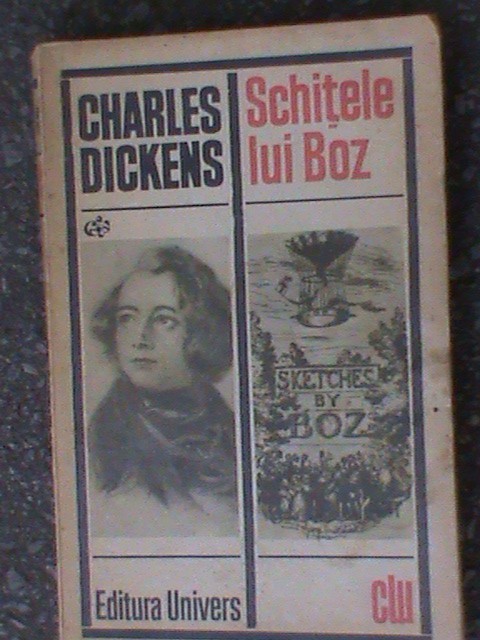 CHARLES
DICKENS
Schițele
lui Boz
SKETCHES
BY
BOZ
Editura Univers
clu